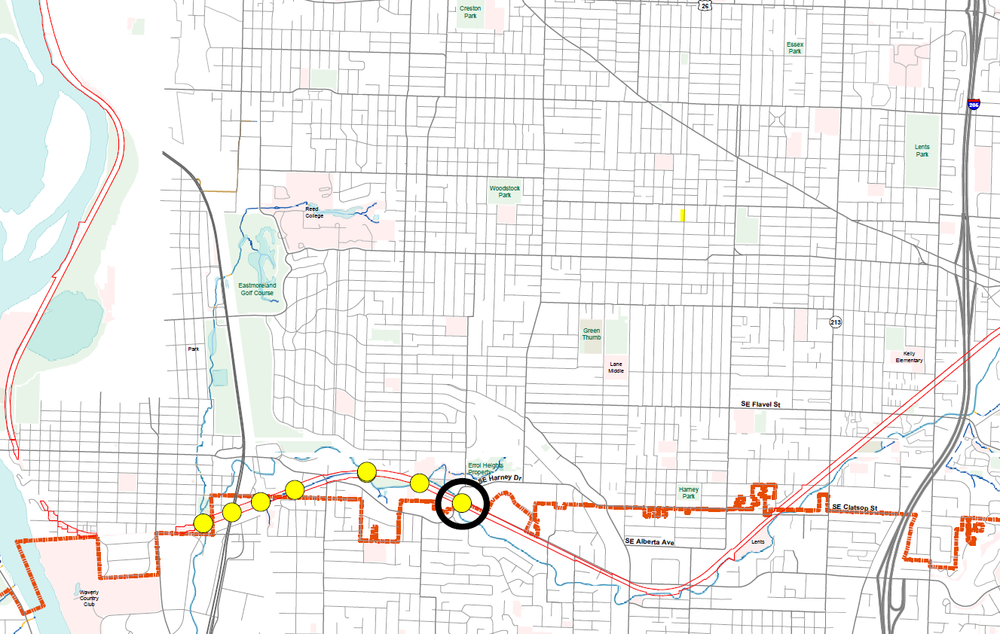 Creston
Park
26
Essex
Park
205
Lents
Park
Woodstock
Park
Reed
College
Eastmoreland
Golf Course
213
Green
Thumb
Park
Kelly
Elementary
Lane
Middle
SE Flavel St
Errol Heights
Property
SE Harney Dr
Harney
Park
SE Clatsop St
SE Alberta Ave
Lents
Waverly
Country
Club